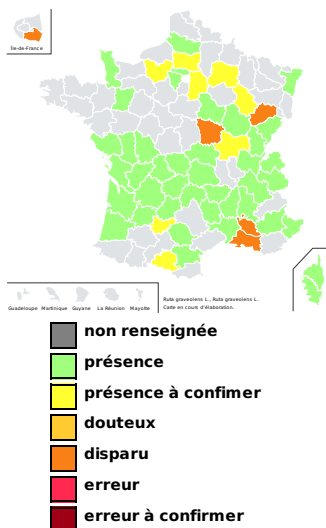 Île-de-France
Guadeloupe Martinique Guyane La Réunion Mayotte
Ruta graveolens L., Ruta graveolens L.
Carte en cours d'élaboration.
non renseignée
présence
présence à confimer
douteux
disparu
erreur
erreur à confirmer